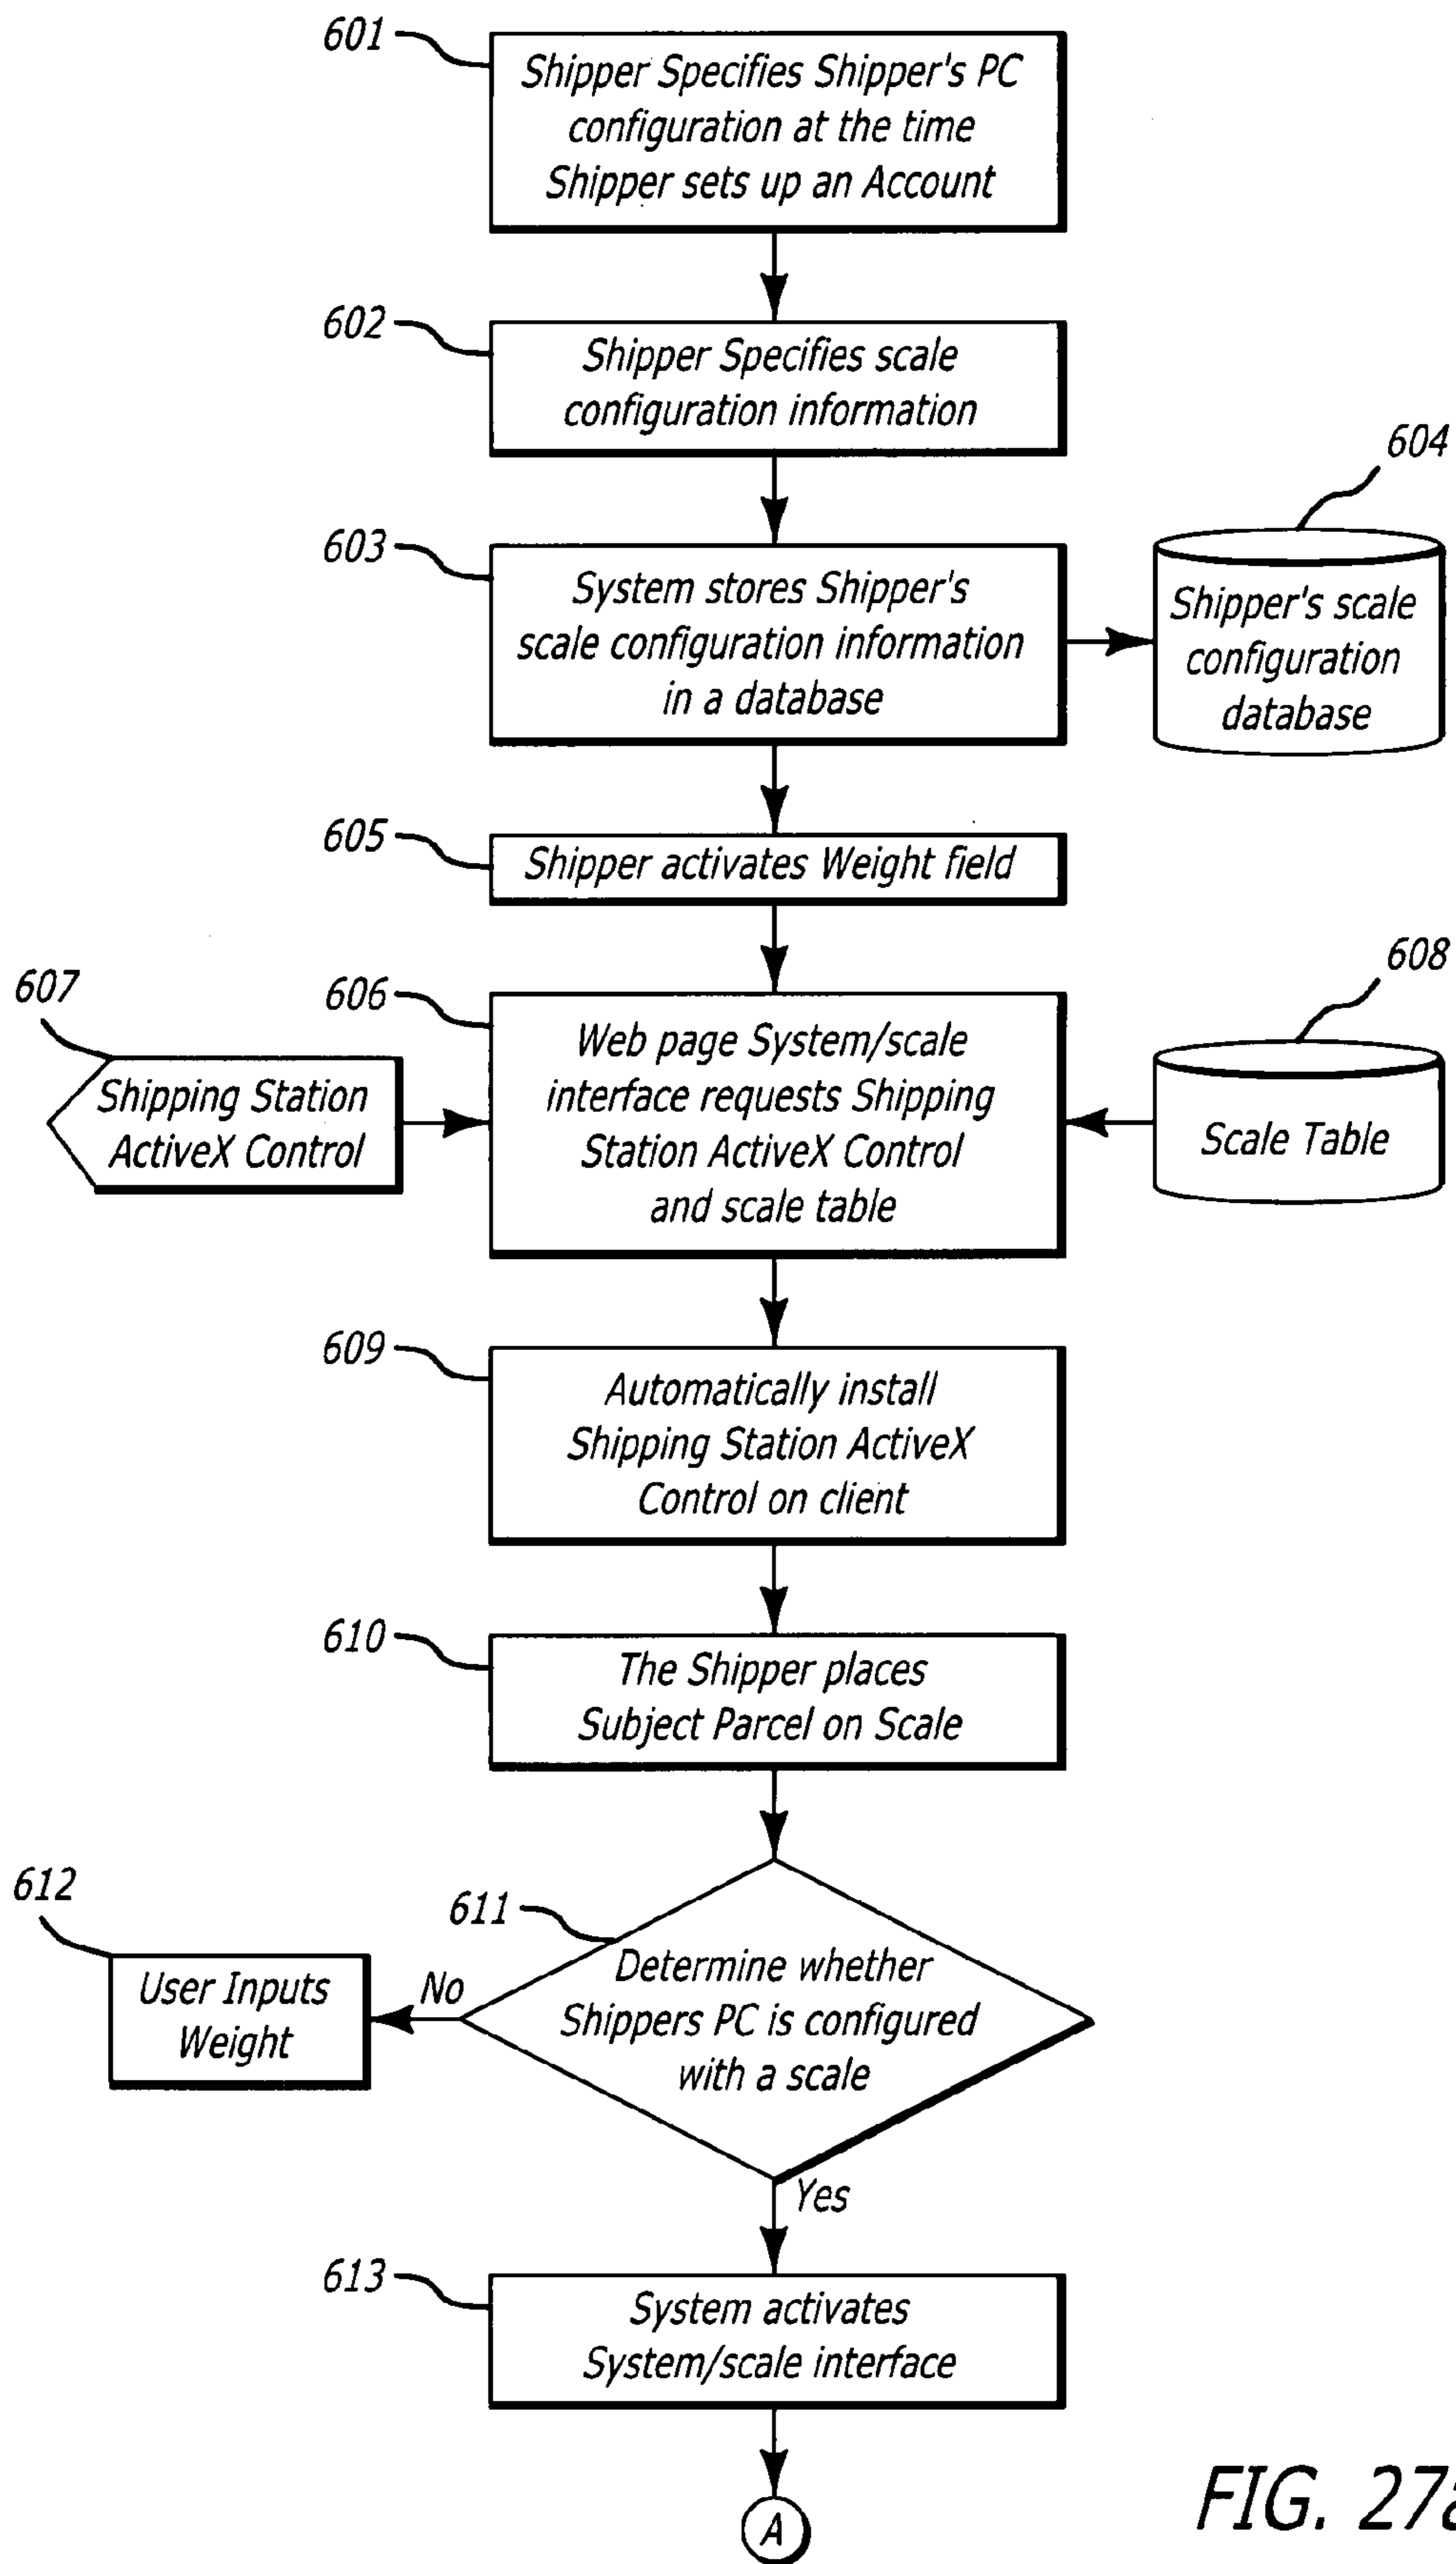 601
Shipper Specifies Shipper's PC
configuration at the time
Shipper sets up an Account
602
Shipper Specifies scale
configuration information
603
System stores Shipper's
scale configuration information
in a database
604
Shipper's scale
configuration
database
605
Shipper activates Weight field
606
Web page System/scale
interface requests Shipping
Station ActiveX Control
and scale table
607
Shipping Station
ActiveX Control
608
Scale Table
609
Automatically install
Shipping Station ActiveX
Control on client
610
The Shipper places
Subject Parcel on Scale
611
Determine whether
Shippers PC is configured
with a scale
No
612
User Inputs
Weight
Yes
613
System activates
System/scale interface
A
FIG. 27a